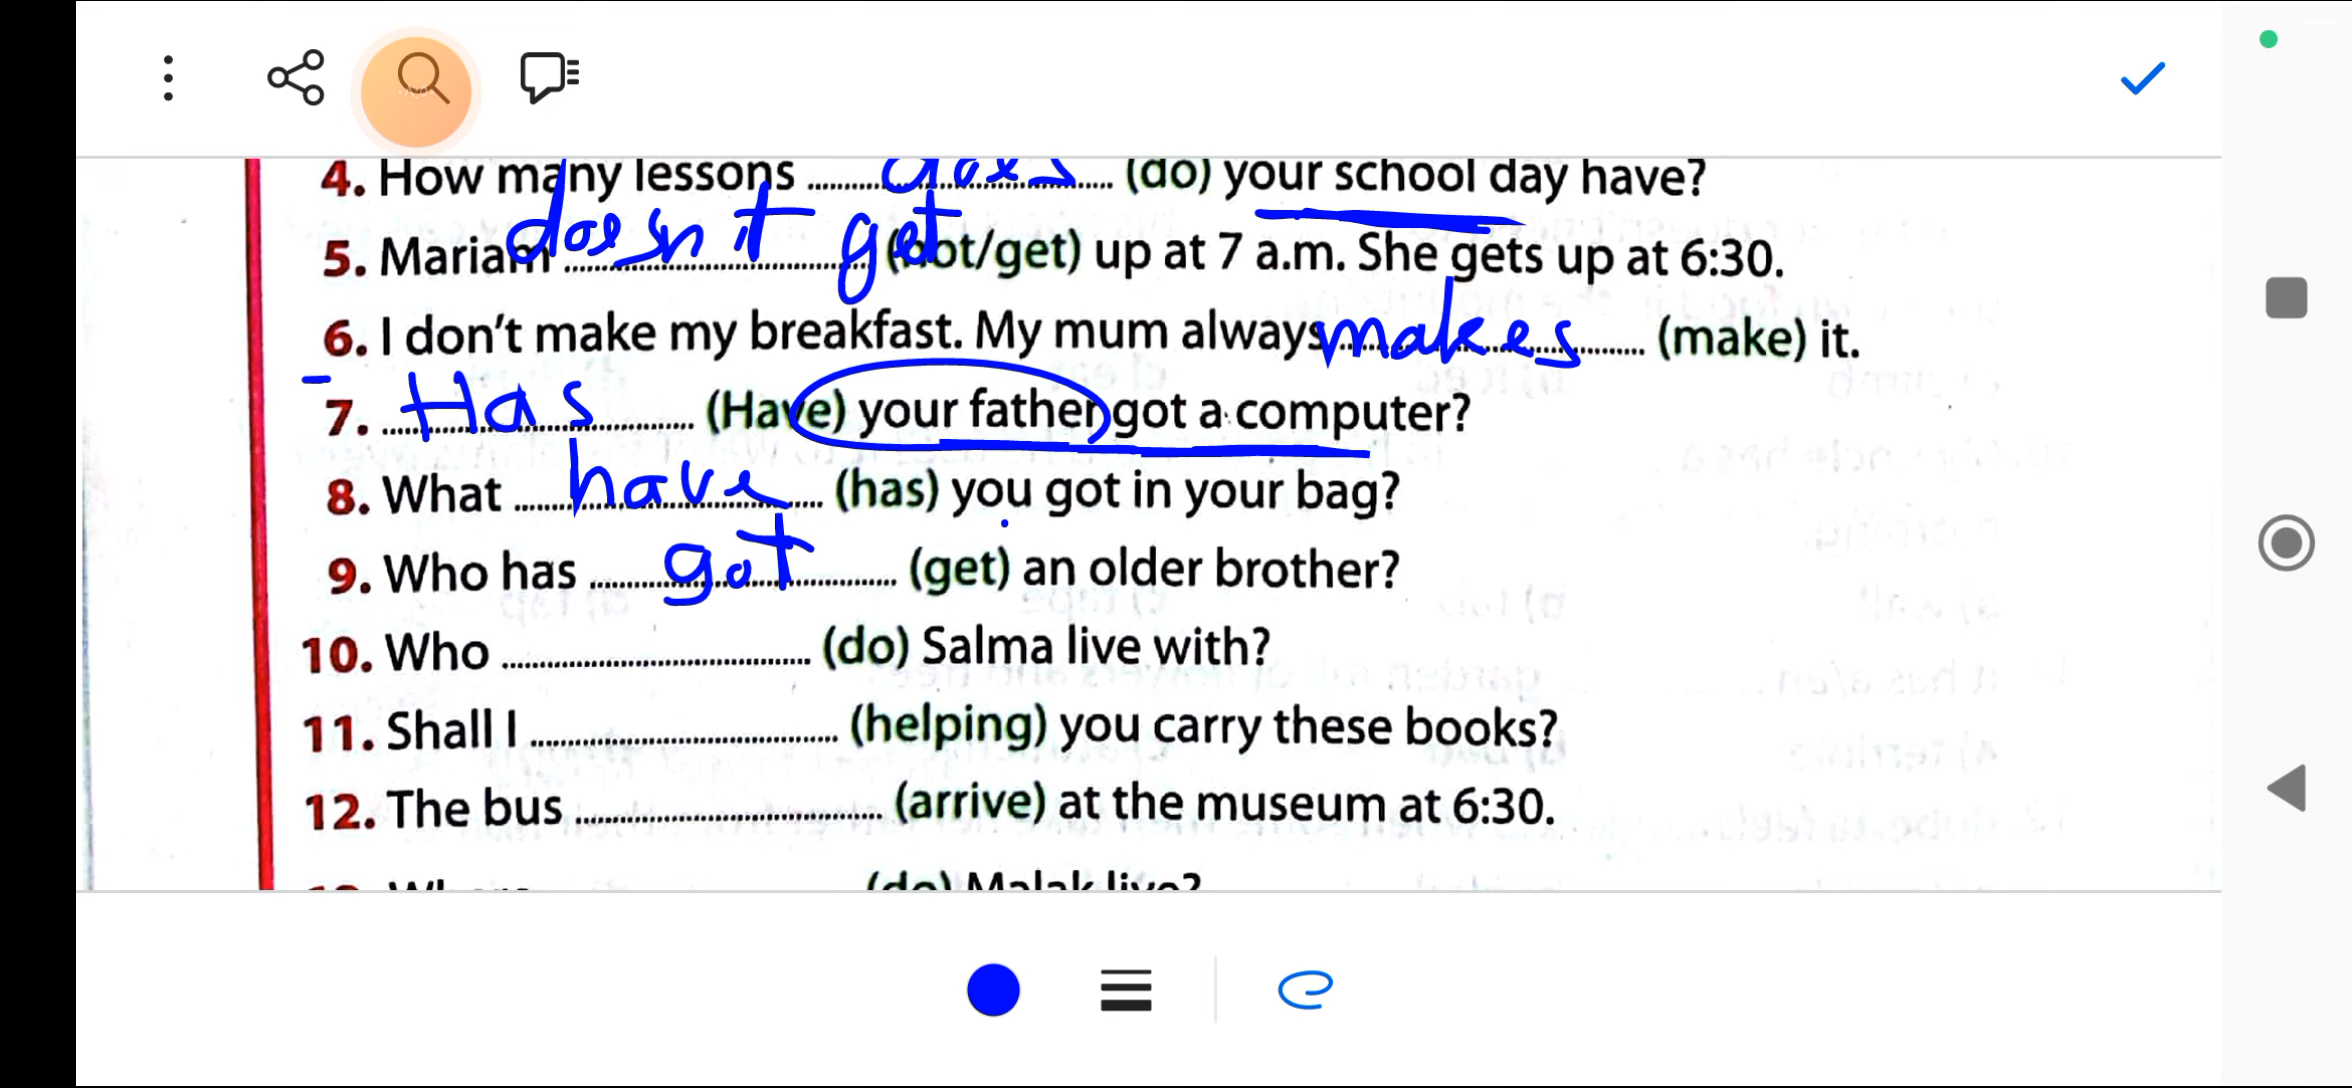 4. How many lessons does (do) your school day have?
5. Mariam doesn't get (not/get) up at 7 a.m. She gets up at 6:30.
6. I don't make my breakfast. My mum always makes (make) it.
7. Has (Have) your father got a computer?
8. What have (has) you got in your bag?
9. Who has got (get) an older brother?
10. Who (do) Salma live with?
11. Shall I (helping) you carry these books?
12. The bus (arrive) at the museum at 6:30.
(do) Malak live?